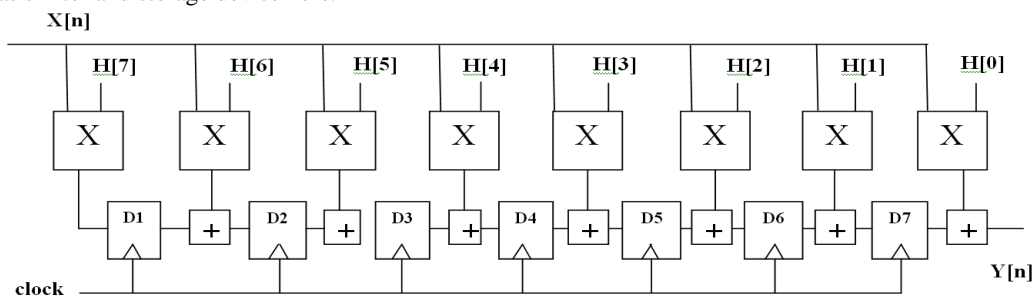 X[n]
H[7] H[6] H[5] H[4] H[3] H[2] H[1] H[0]
X X X X X X X X
D1 + D2 + D3 + D4 + D5 + D6 + D7 +
Y[n]
clock